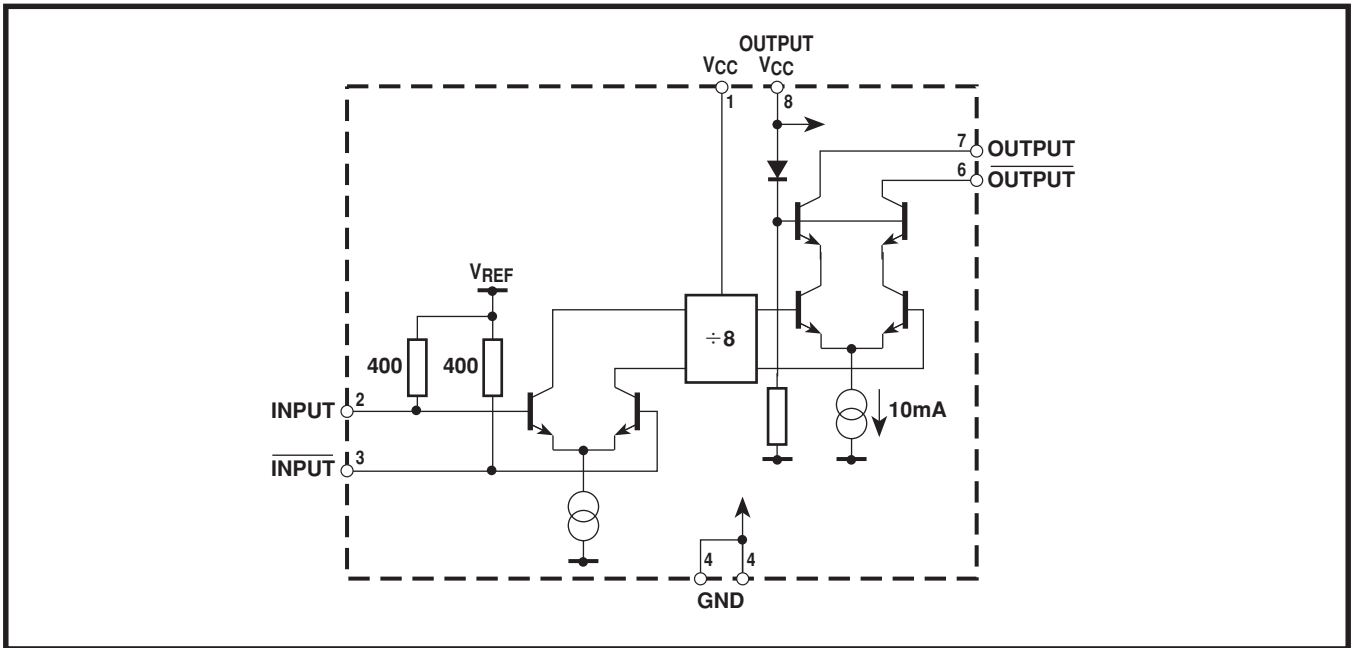 OUTPUT
VCC
VCC
1
8
7
OUTPUT
6
OUTPUT
VREF
÷8
400
400
INPUT
2
10mA
INPUT
3
4
4
GND